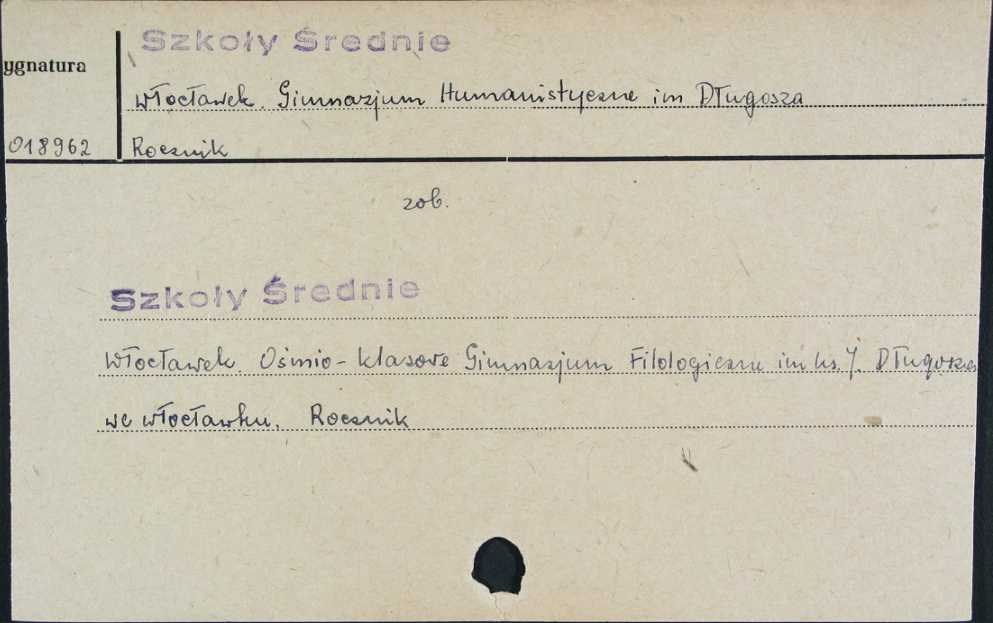 Szkoły Średnie
ygnatura
Włocławek. Gimnazjum Humanistyczne im Długosza
018962 Rocznik
zob.
Szkoły Średnie
Włocławek. Ośmio-klasowe Gimnazjum Filologiczne im ks. J. Długosza
we Włocławku. Rocznik